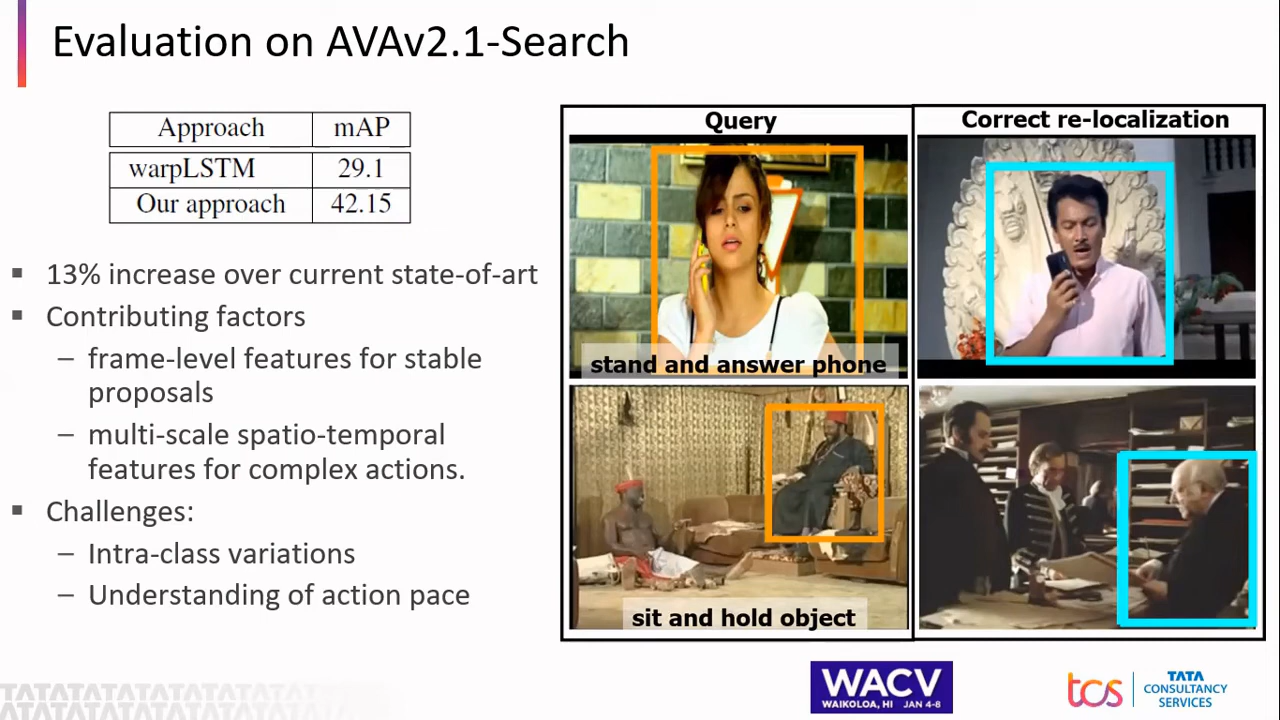 Evaluation on AVAv2.1-Search
Approach mAP
warpLSTM 29.1
Our approach 42.15
▪ 13% increase over current state-of-art
▪ Contributing factors
– frame-level features for stable
proposals
– multi-scale spatio-temporal
features for complex actions.
▪ Challenges:
– Intra-class variations
– Understanding of action pace
Query
Correct re-localization
stand and answer phone
sit and hold object
WACV
WAIKOLOA, HI JAN 4-8
tcs
TATA
CONSULTANCY
SERVICES
TATATATATATATATATATATA